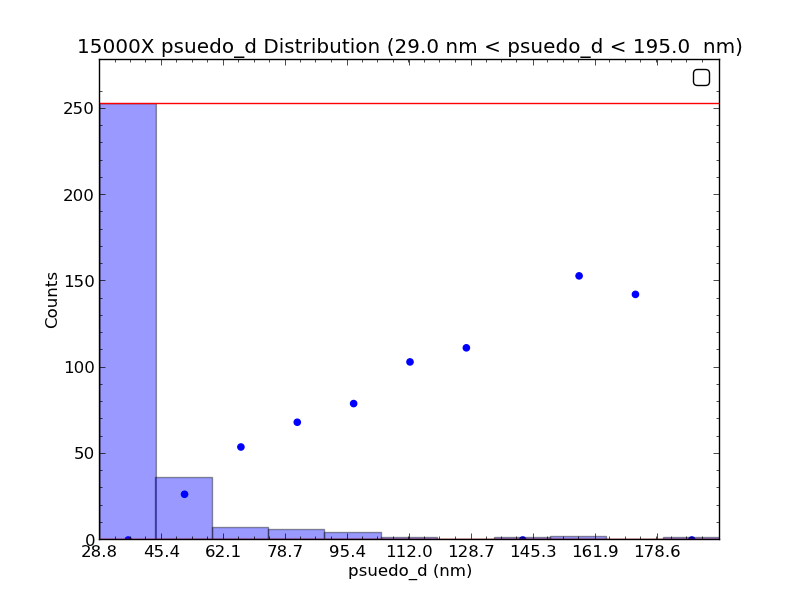 15000X psuedo_d Distribution (29.0 nm < psuedo_d < 195.0  nm)
250
200
150
100
50
0
Counts
28.8 45.4 62.1 78.7 95.4 112.0 128.7 145.3 161.9 178.6
psuedo_d (nm)